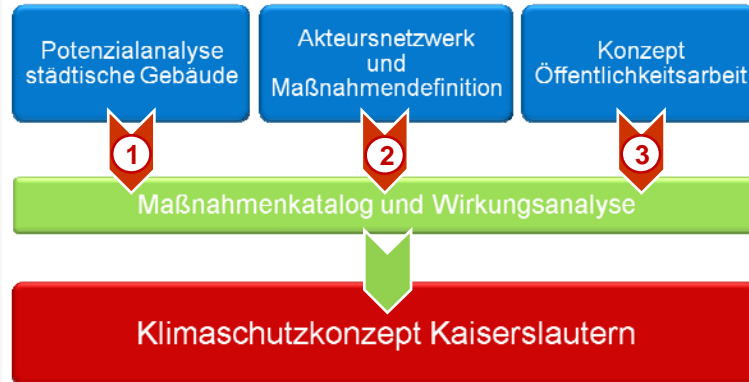 Potenzialanalyse
städtische Gebäude
Akteursnetzwerk
und
Maßnahmendefinition
Konzept
Öffentlichkeitsarbeit
1
2
3
Maßnahmenkatalog und Wirkungsanalyse
Klimaschutzkonzept Kaiserslautern